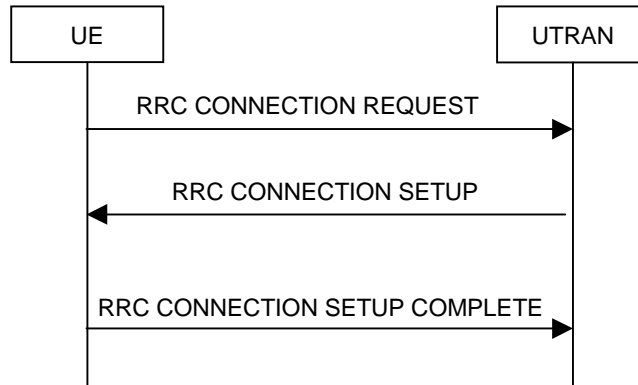 UE
UTRAN
RRC CONNECTION REQUEST
RRC CONNECTION SETUP
RRC CONNECTION SETUP COMPLETE